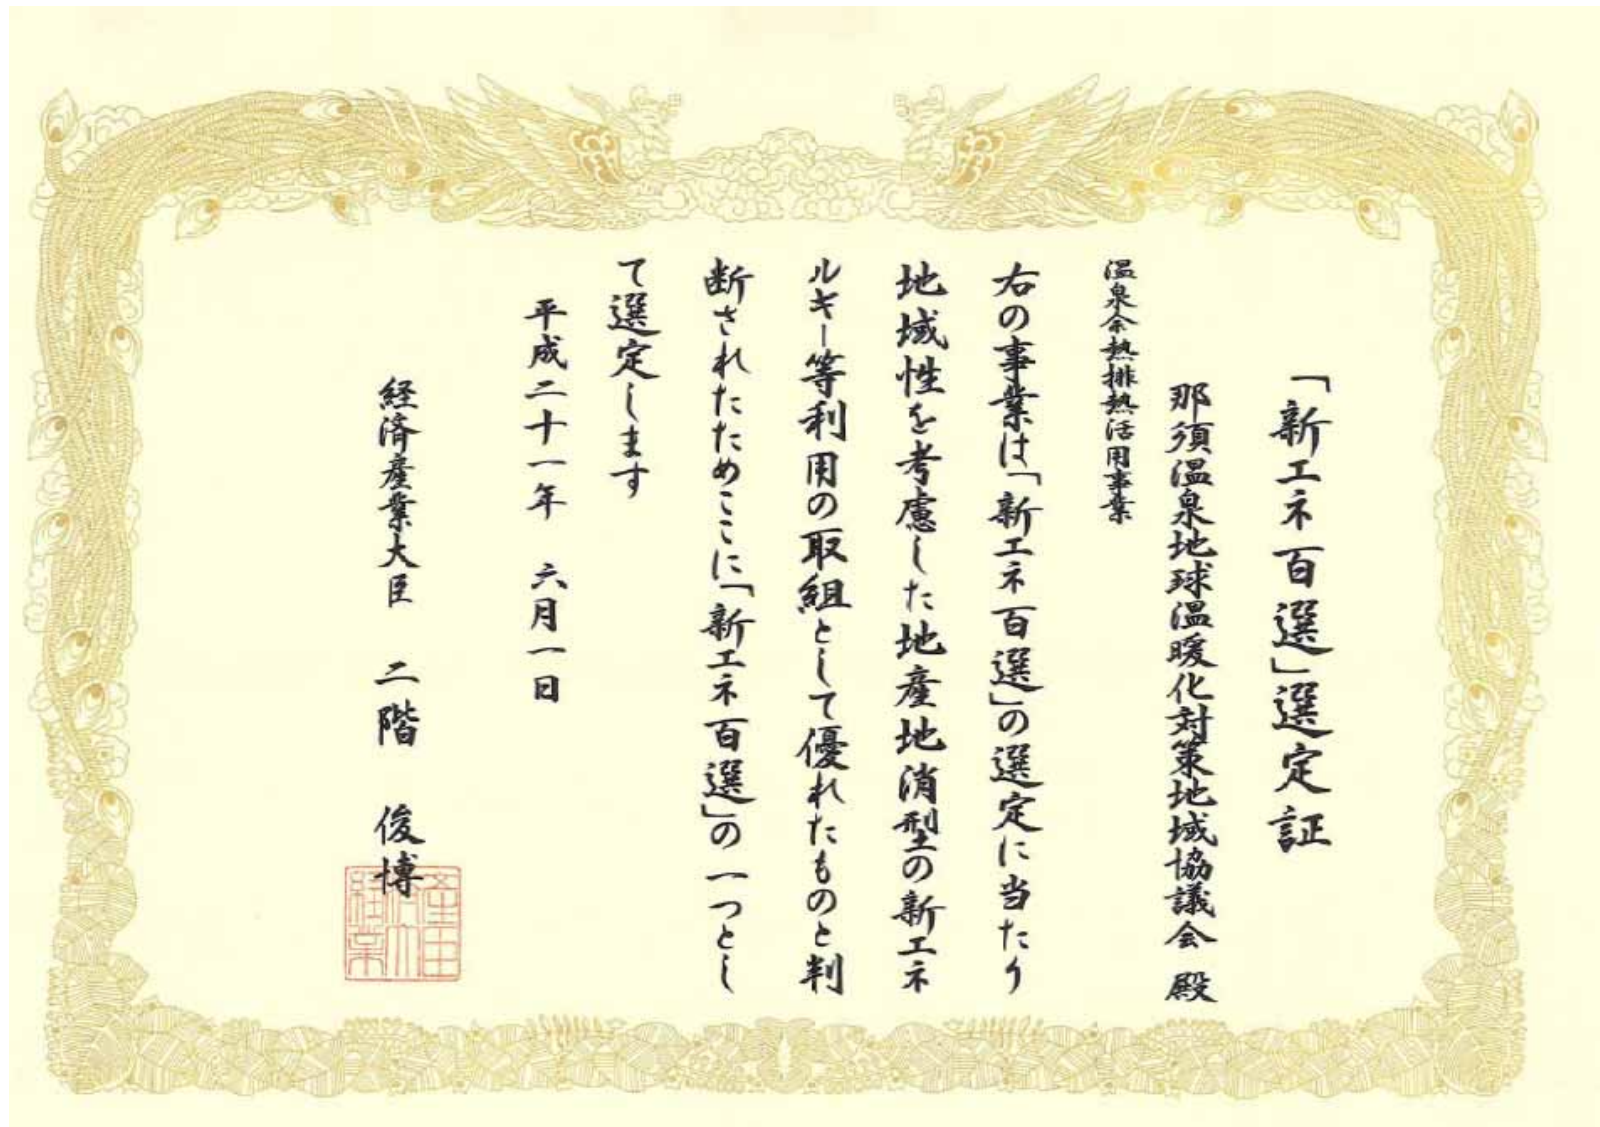 「新エネ百選」選定証
那須温泉地球温暖化対策地域協議会 殿
温泉余熱排熱活用事業
右の事業は「新エネ百選」の選定に当たり
地域性を考慮した地産地消型の新エネ
ルギー等利用の取組として優れたものと判
断されたためここに「新エネ百選」の一つとし
て選定します
平成二十一年 六月一日
経済産業大臣 二階 俊博